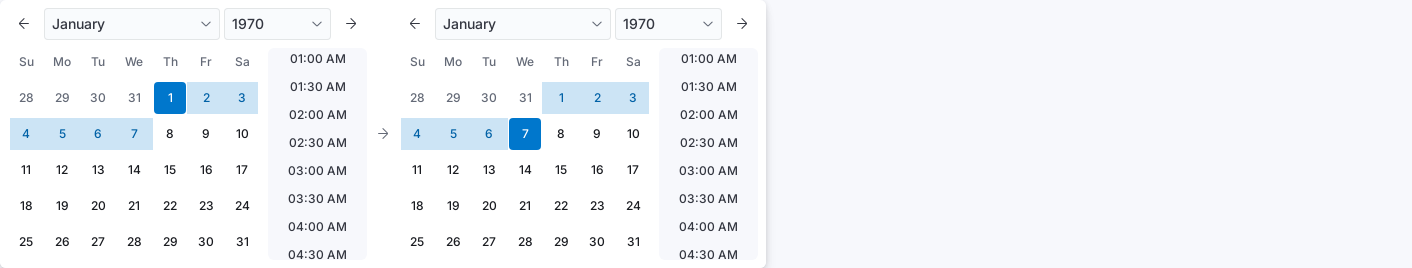 January 1970
Su Mo Tu We Th Fr Sa
28 29 30 31 1 2 3
4 5 6 7 8 9 10
11 12 13 14 15 16 17
18 19 20 21 22 23 24
25 26 27 28 29 30 31
01:00 AM
01:30 AM
02:00 AM
02:30 AM
03:00 AM
03:30 AM
04:00 AM
04:30 AM
January 1970
Su Mo Tu We Th Fr Sa
28 29 30 31 1 2 3
4 5 6 7 8 9 10
11 12 13 14 15 16 17
18 19 20 21 22 23 24
25 26 27 28 29 30 31
01:00 AM
01:30 AM
02:00 AM
02:30 AM
03:00 AM
03:30 AM
04:00 AM
04:30 AM